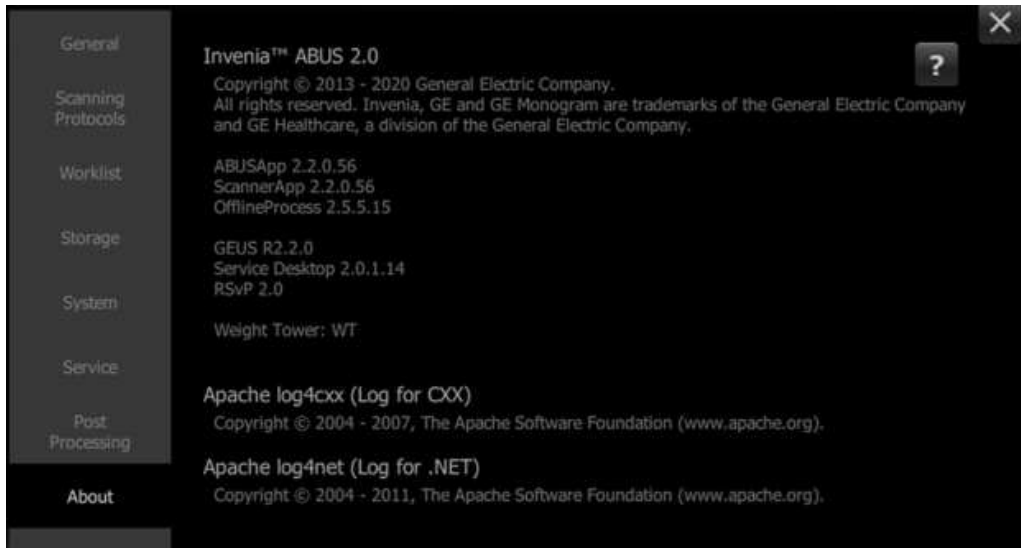 General
Scanning
Protocols
Worklist
Storage
System
Service
Post
Processing
About
?
Invenia™ ABUS 2.0
Copyright © 2013 - 2020 General Electric Company.
All rights reserved. Invenia, GE and GE Monogram are trademarks of the General Electric Company
and GE Healthcare, a division of the General Electric Company.
ABUSApp 2.2.0.56
ScannerApp 2.2.0.56
OfflineProcess 2.5.5.15
GEUS R2.2.0
Service Desktop 2.0.1.14
RSvP 2.0
Weight Tower: WT
Apache log4cxx (Log for CXX)
Copyright © 2004 - 2007, The Apache Software Foundation (www.apache.org).
Apache log4net (Log for .NET)
Copyright © 2004 - 2011, The Apache Software Foundation (www.apache.org).